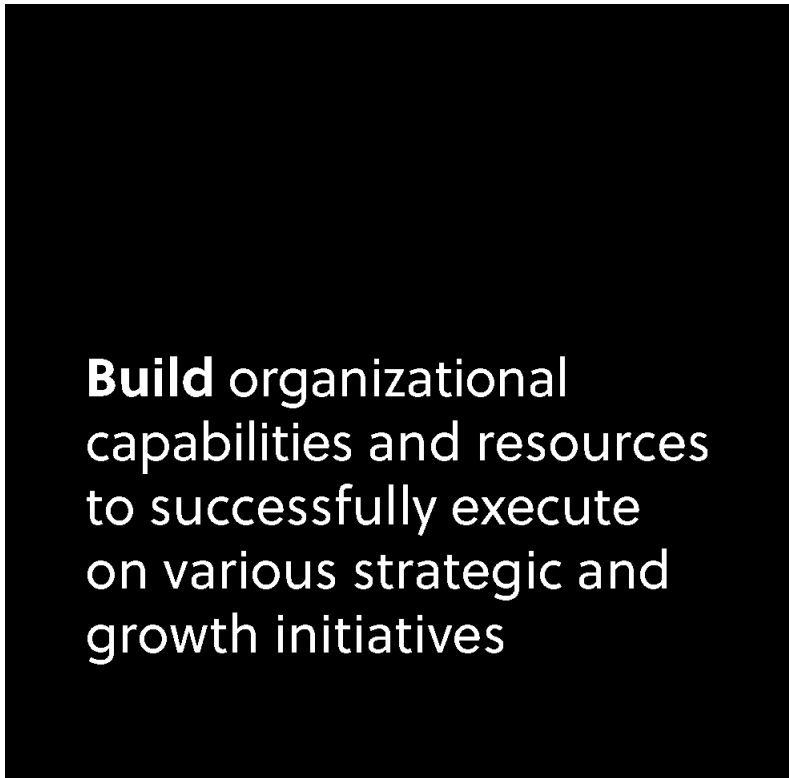 Build organizational
capabilities and resources
to successfully execute
on various strategic and
growth initiatives